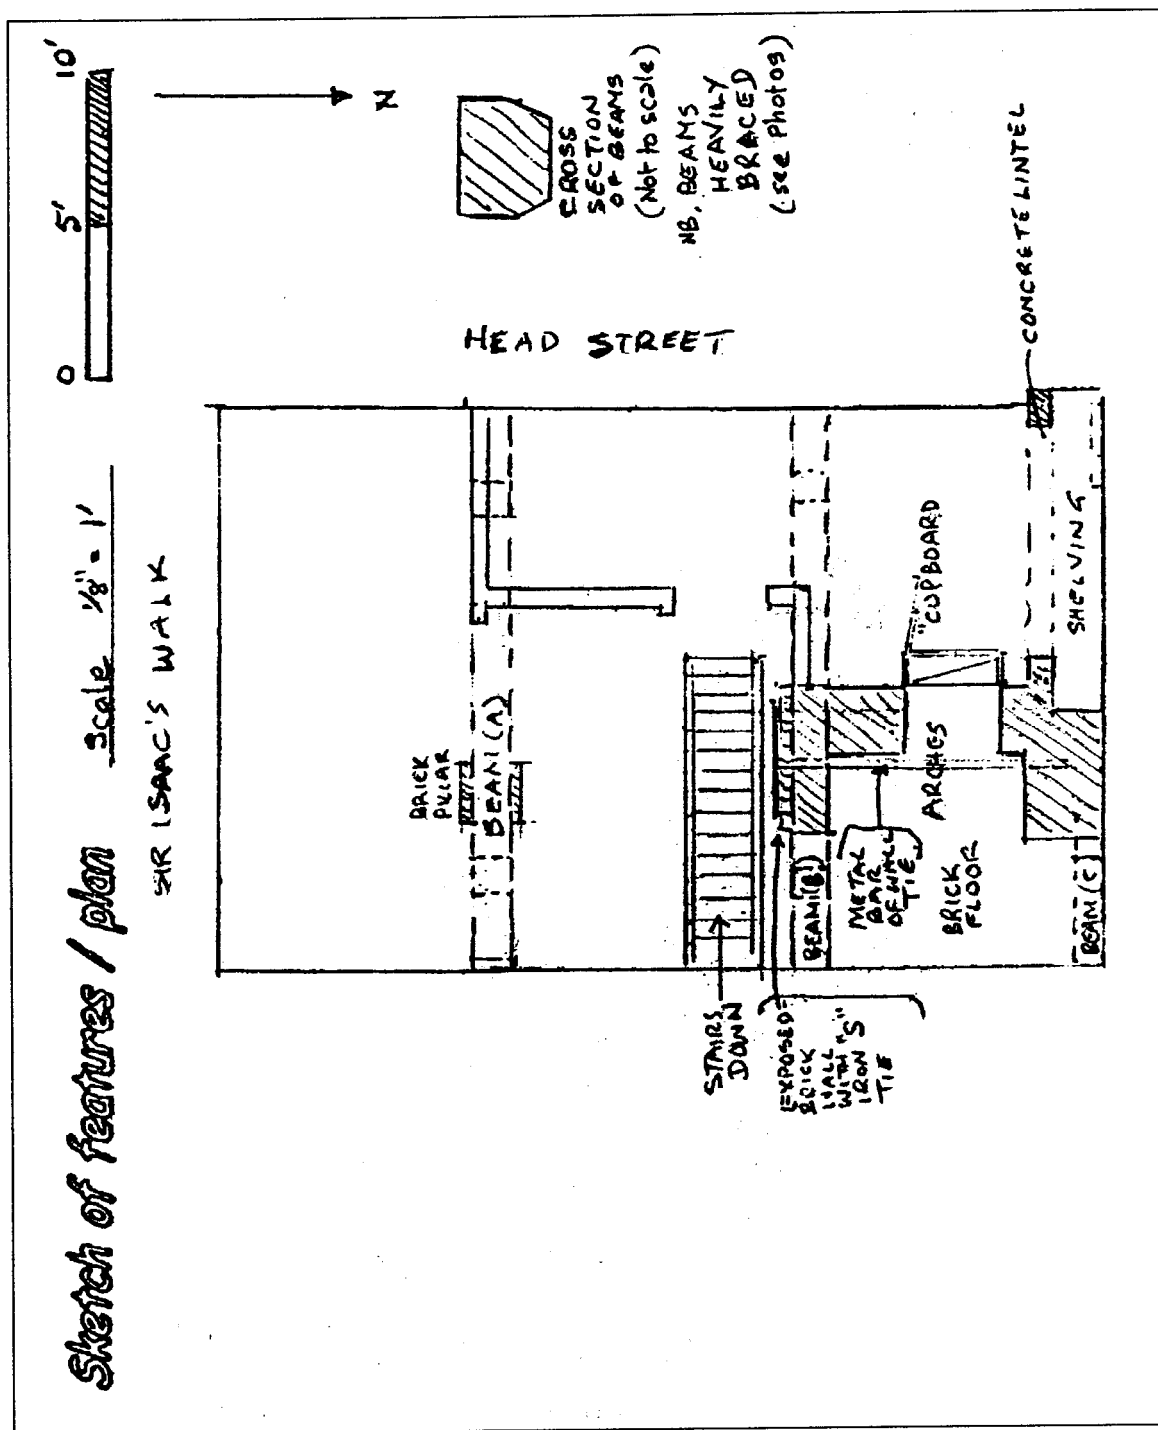 Sketch of features / plan
Scale 1/8" = 1'
0 5' 10'
SIR ISAAC'S WALK
N
CROSS
SECTION
OF BEAMS
(Not to scale)
NB, BEAMS
HEAVILY
BRACED
(see Photos)
HEAD STREET
BRICK
PILLAR
BEAM (A)
STAIRS
DOWN
EXPOSED
BRICK
WALL
WITH "S"
IRON
TIE
BEAM (B)
METAL
BAR
OF WALL
TIE
ARCHES
BRICK
FLOOR
"CUPBOARD
CONCRETE LINTEL
SHELVING
BEAM (C)